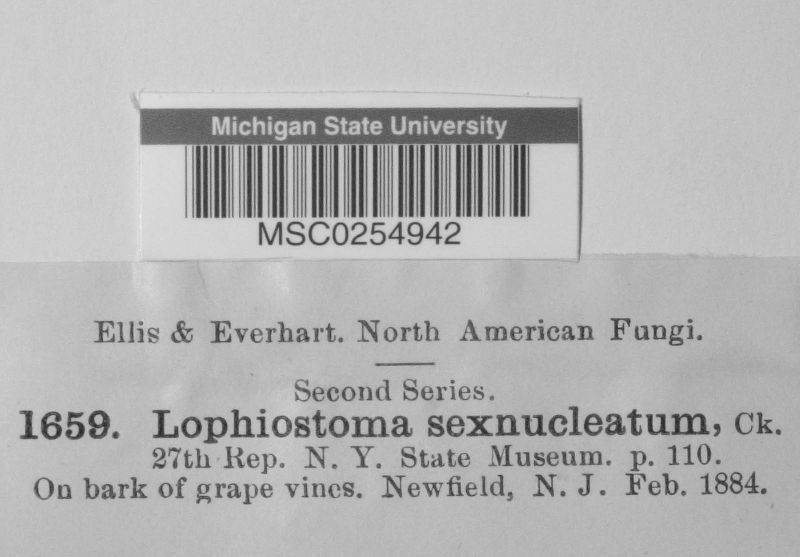 Michigan State University
MSC0254942
Ellis & Everhart. North American Fungi.
Second Series.
1659. Lophiostoma sexnucleatum, Ck.
27th Rep. N. Y. State Museum. p. 110.
On bark of grape vines. Newfield, N. J. Feb. 1884.